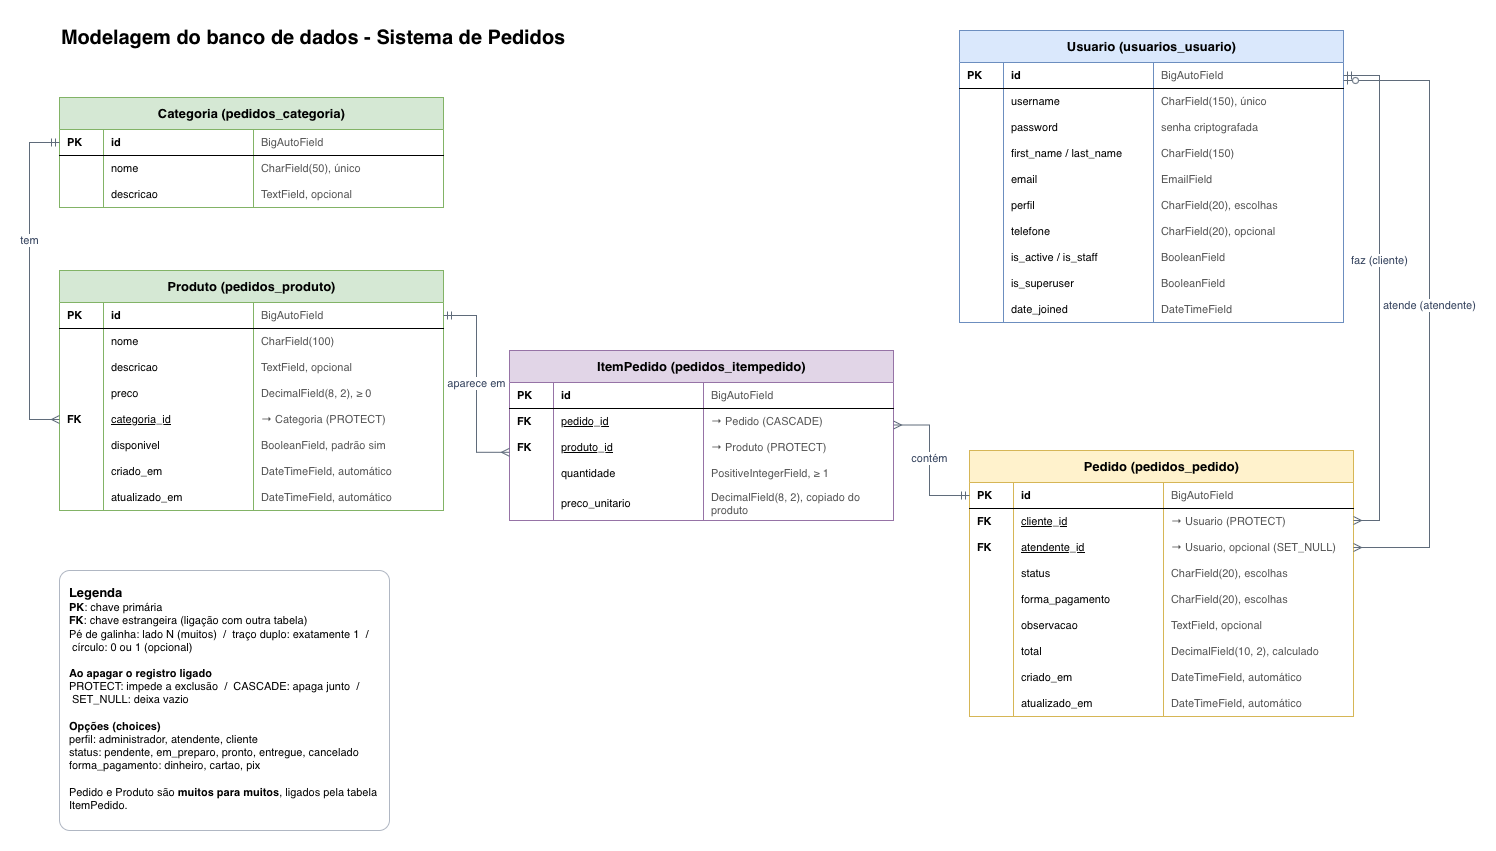 Modelagem do banco de dados - Sistema de Pedidos
Categoria (pedidos_categoria)
PK id BigAutoField
nome CharField(50), único
descricao TextField, opcional
tem
Produto (pedidos_produto)
PK id BigAutoField
nome CharField(100)
descricao TextField, opcional
preco DecimalField(8, 2), ≥ 0
FK categoria_id → Categoria (PROTECT)
disponivel BooleanField, padrão sim
criado_em DateTimeField, automático
atualizado_em DateTimeField, automático
aparece em
ItemPedido (pedidos_itempedido)
PK id BigAutoField
FK pedido_id → Pedido (CASCADE)
FK produto_id → Produto (PROTECT)
quantidade PositiveIntegerField, ≥ 1
preco_unitario DecimalField(8, 2), copiado do
produto
contém
Usuario (usuarios_usuario)
PK id BigAutoField
username CharField(150), único
password senha criptografada
first_name / last_name CharField(150)
email EmailField
perfil CharField(20), escolhas
telefone CharField(20), opcional
is_active / is_staff BooleanField
is_superuser BooleanField
date_joined DateTimeField
faz (cliente)
atende (atendente)
Pedido (pedidos_pedido)
PK id BigAutoField
FK cliente_id → Usuario (PROTECT)
FK atendente_id → Usuario, opcional (SET_NULL)
status CharField(20), escolhas
forma_pagamento CharField(20), escolhas
observacao TextField, opcional
total DecimalField(10, 2), calculado
criado_em DateTimeField, automático
atualizado_em DateTimeField, automático
Legenda
PK: chave primária
FK: chave estrangeira (ligação com outra tabela)
Pé de galinha: lado N (muitos) / traço duplo: exatamente 1 /
círculo: 0 ou 1 (opcional)
Ao apagar o registro ligado
PROTECT: impede a exclusão / CASCADE: apaga junto /
SET_NULL: deixa vazio
Opções (choices)
perfil: administrador, atendente, cliente
status: pendente, em_preparo, pronto, entregue, cancelado
forma_pagamento: dinheiro, cartao, pix
Pedido e Produto são muitos para muitos, ligados pela tabela
ItemPedido.